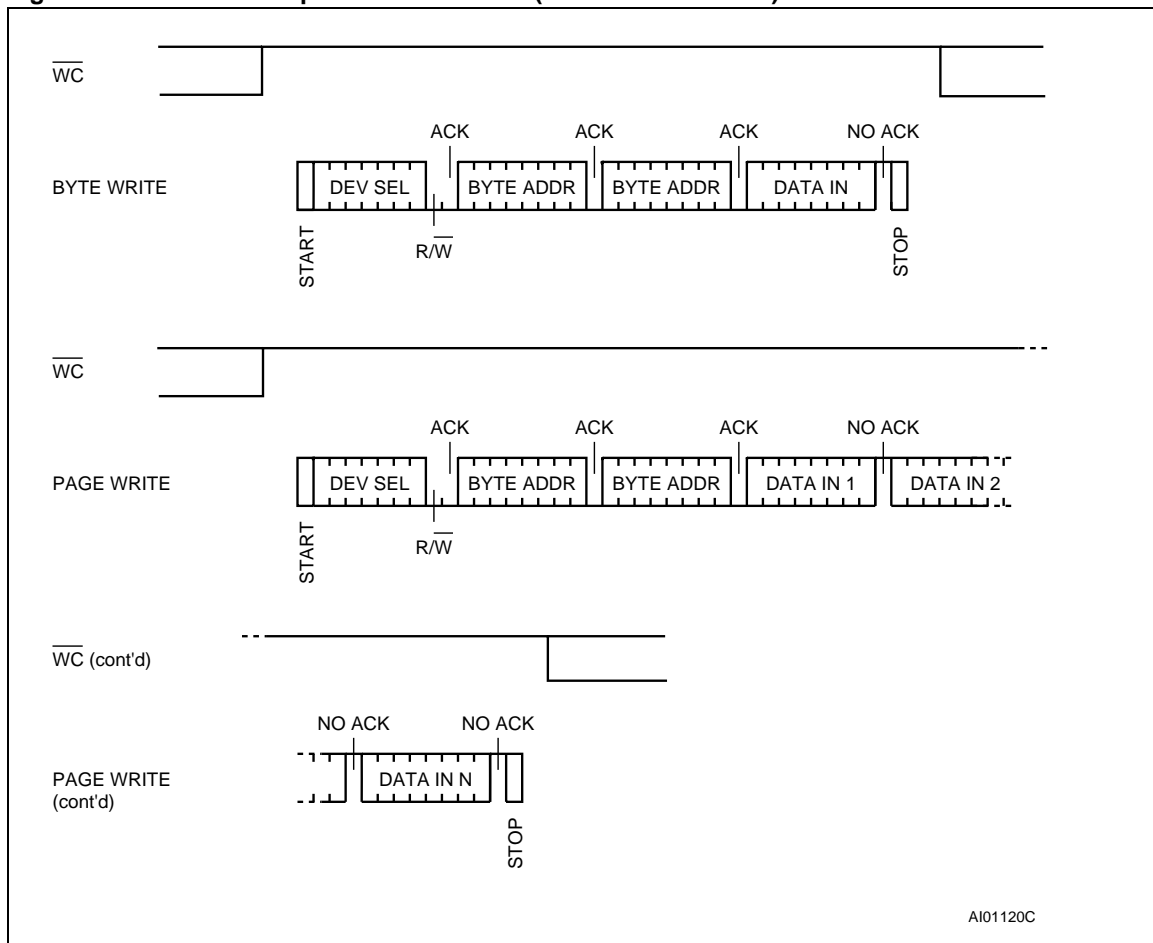 WC
ACK ACK ACK NO ACK
BYTE WRITE DEV SEL BYTE ADDR BYTE ADDR DATA IN
START R/W STOP
WC
ACK ACK ACK NO ACK
PAGE WRITE DEV SEL BYTE ADDR BYTE ADDR DATA IN 1 DATA IN 2
START R/W
WC (cont'd)
NO ACK NO ACK
PAGE WRITE DATA IN N
(cont'd)
STOP
AI01120C